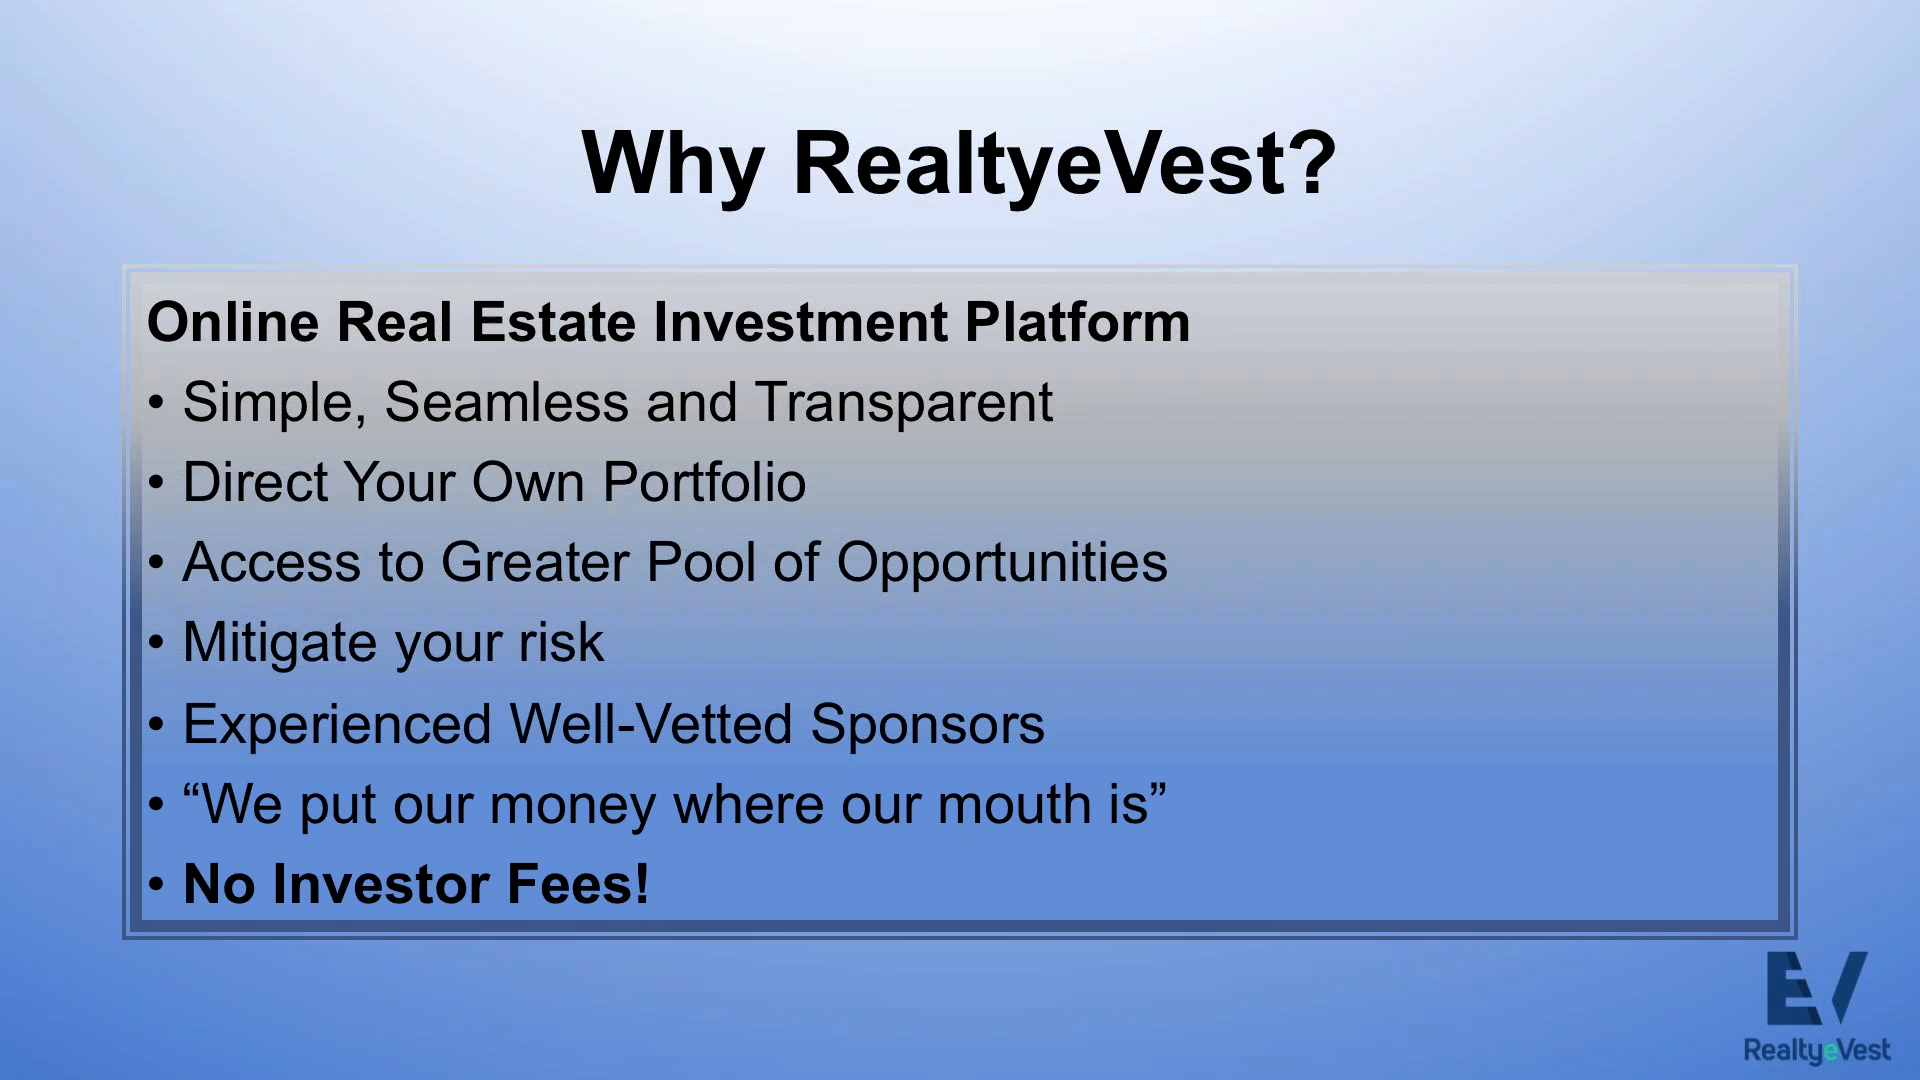 Why RealtyeVest?
Online Real Estate Investment Platform
• Simple, Seamless and Transparent
• Direct Your Own Portfolio
• Access to Greater Pool of Opportunities
• Mitigate your risk
• Experienced Well-Vetted Sponsors
• “We put our money where our mouth is”
• No Investor Fees!
EV
RealtyeVest